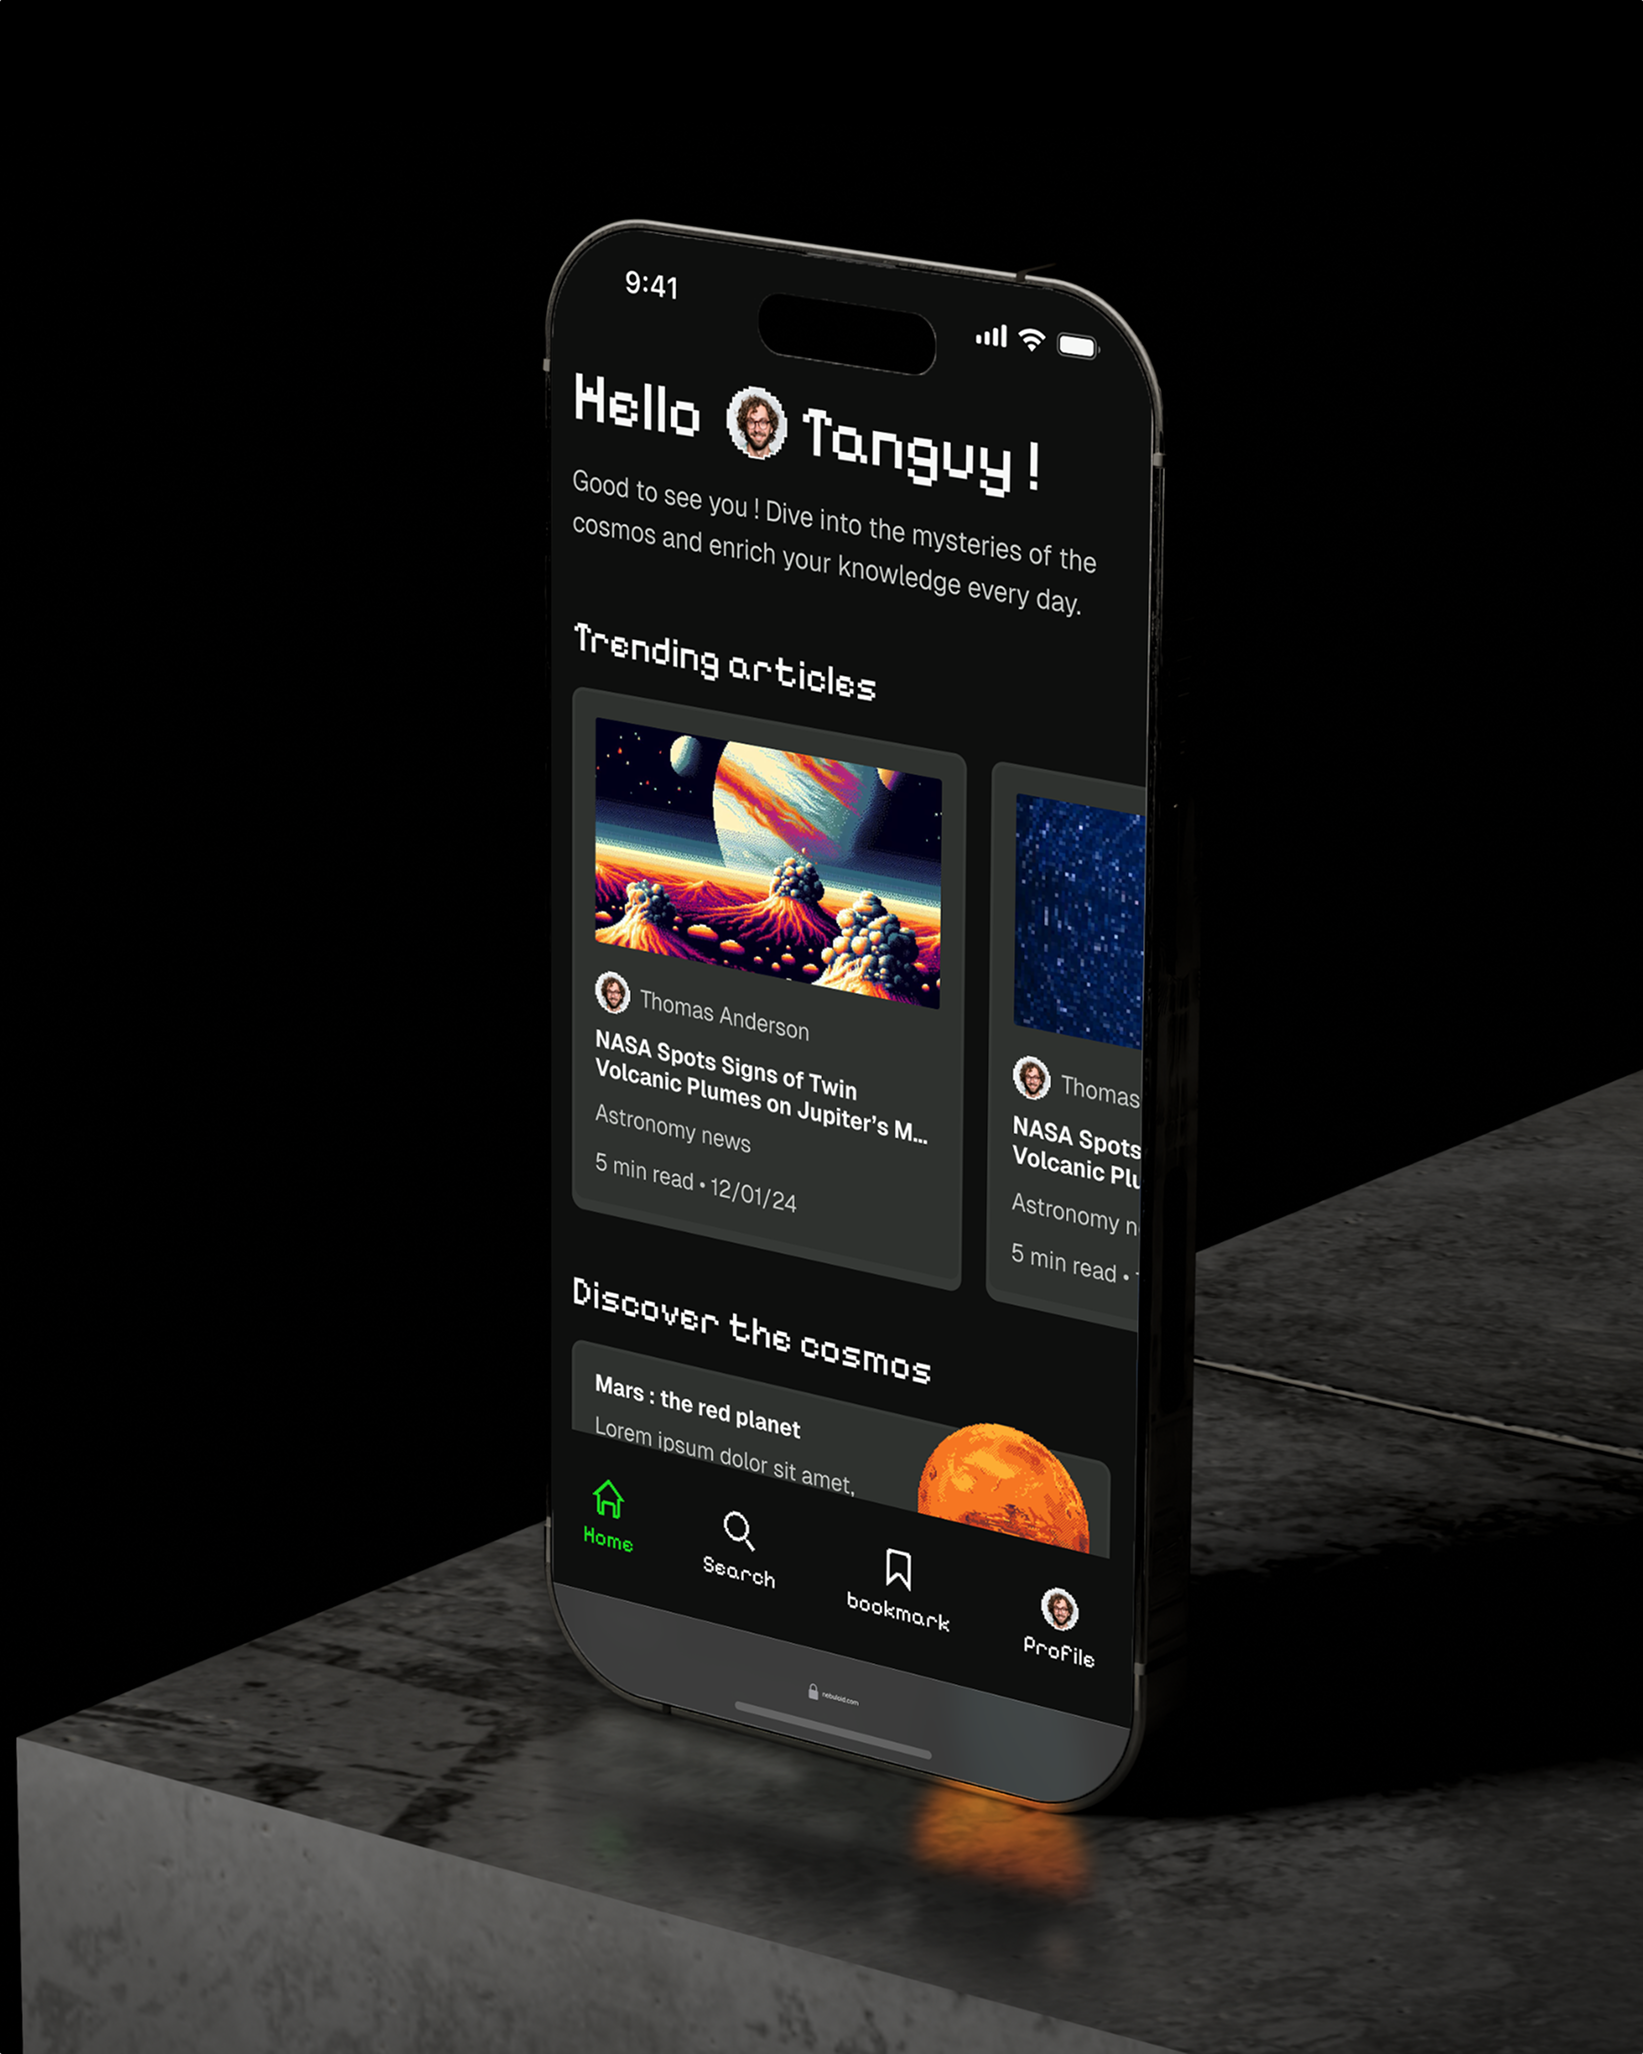 9:41
Hello Tanguy !
Good to see you ! Dive into the mysteries of the
cosmos and enrich your knowledge every day.
Trending articles
Thomas Anderson
NASA Spots Signs of Twin
Volcanic Plumes on Jupiter's M...
Astronomy news
5 min read • 12/01/24
Thomas
NASA Spots
Volcanic Plu
Astronomy n
5 min read •
Discover the cosmos
Mars : the red planet
Lorem ipsum dolor sit amet,
Home
Search
bookmark
Profile
nebuloid.com